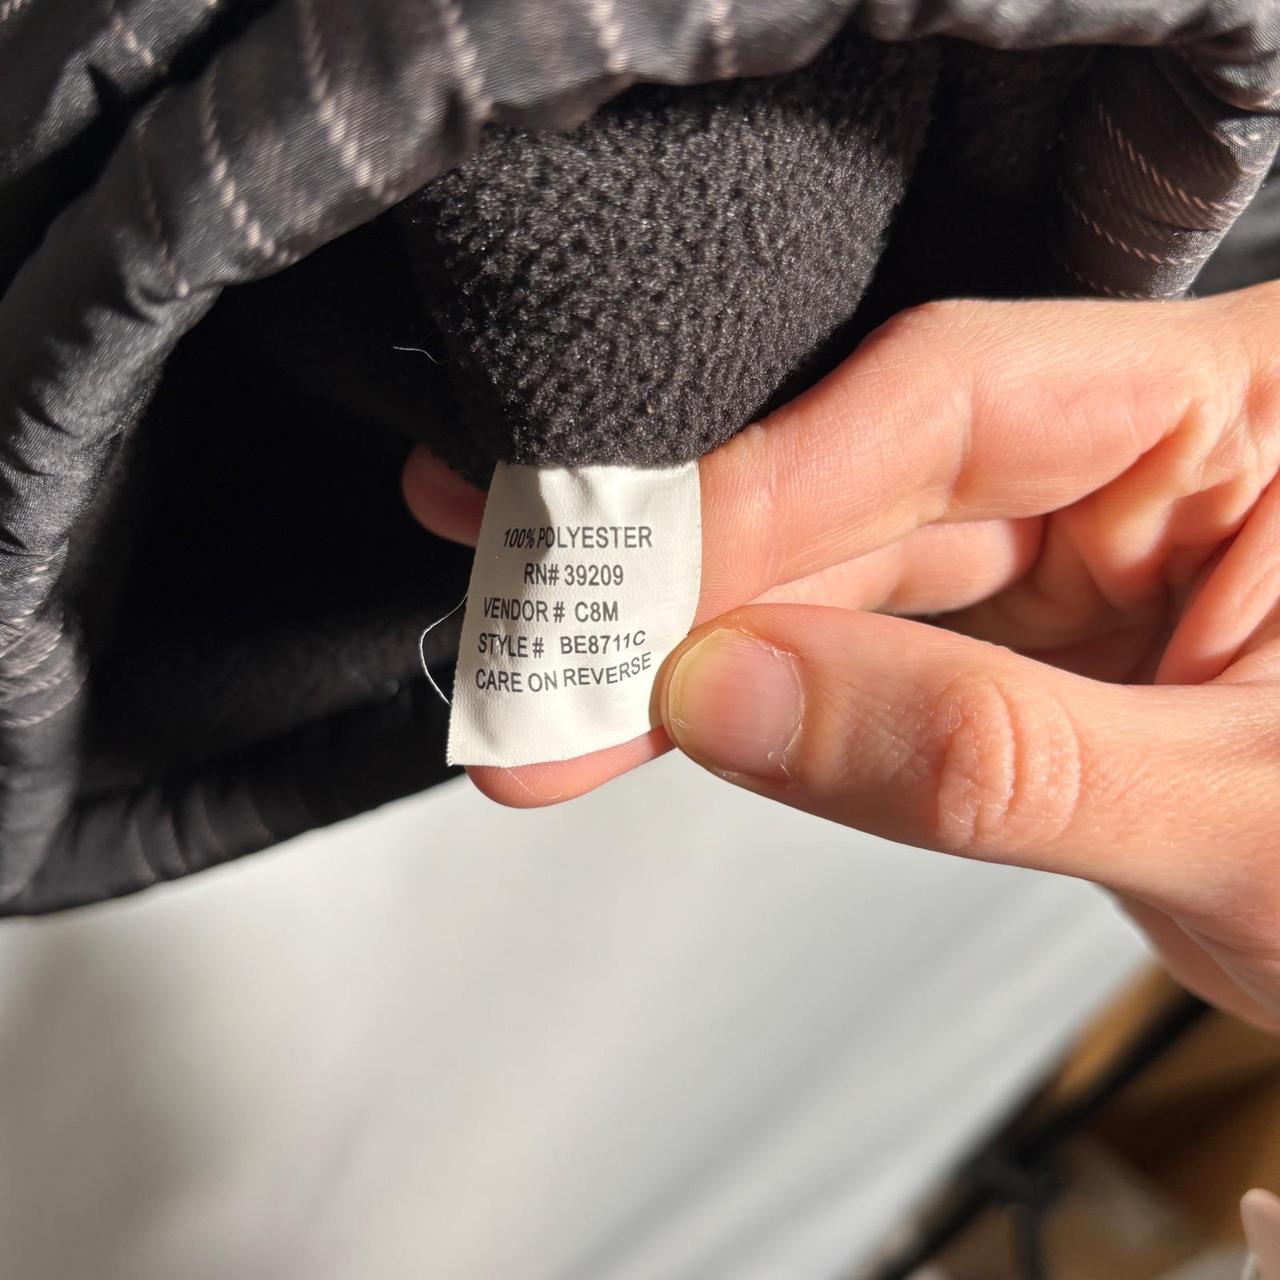 100% POLYESTER
RN# 39209
VENDOR # C8M
STYLE# BE8711C
CARE ON REVERSE